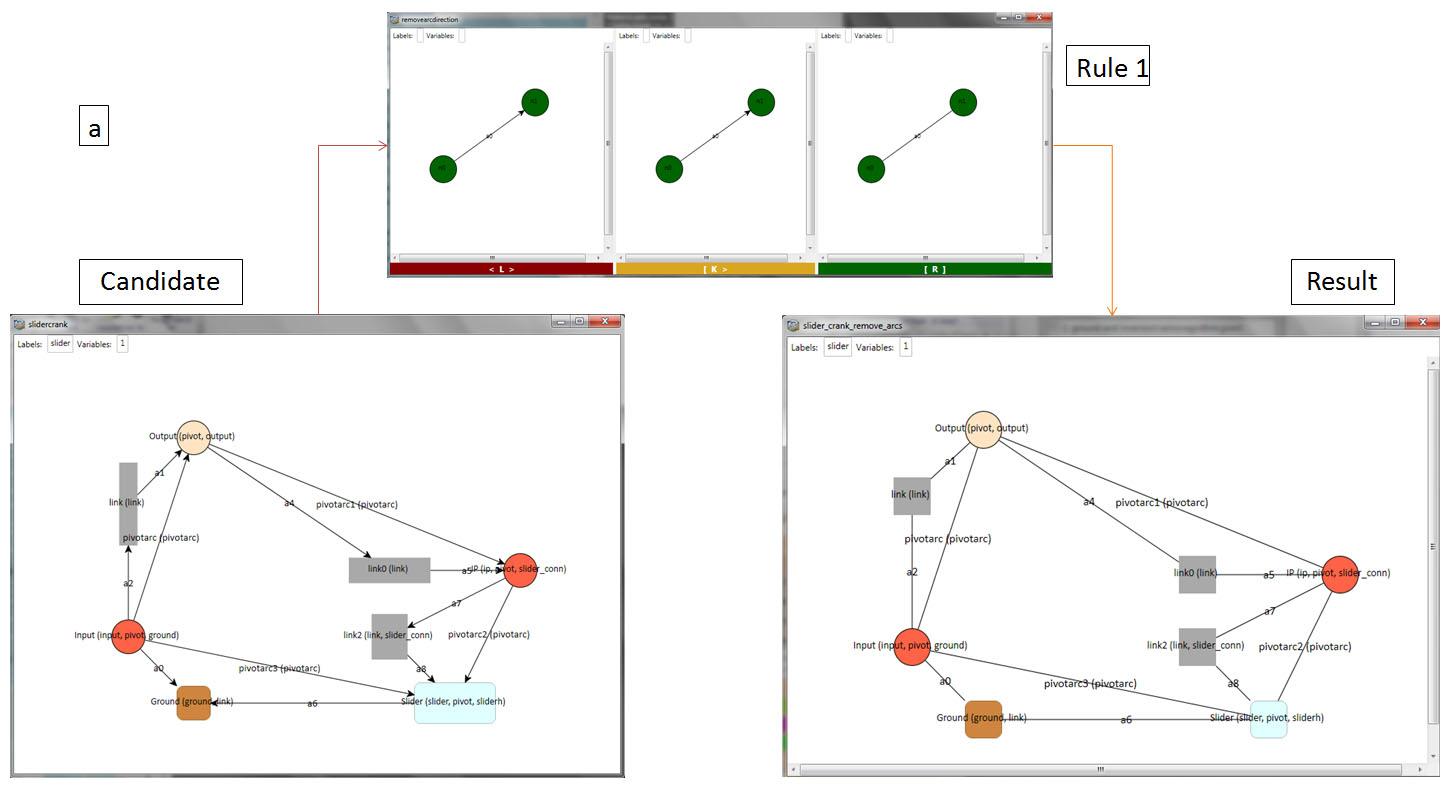 removearcdirection
Labels: Variables: Labels: Variables: Labels: Variables:
Rule 1
a
n1 n1 n1
a0 a0 a0
n0 n0 n0
< L > [ K > [ R ]
Candidate
Result
slidercrank
Labels: slider Variables: 1
Output (pivot, output)
a1
link (link)
a4
pivotarc1 (pivotarc)
pivotarc (pivotarc)
link0 (link)
a5
IP (ip, pivot, slider_conn)
a2
a7
Input (input, pivot, ground)
link2 (link, slider_conn)
pivotarc2 (pivotarc)
a0
pivotarc3 (pivotarc)
a8
Ground (ground, link)
a6
Slider (slider, pivot, sliderh)
slider_crank_remove_arcs
Labels: slider Variables: 1
Output (pivot, output)
a1
link (link)
a4
pivotarc1 (pivotarc)
pivotarc (pivotarc)
a2
link0 (link)
a5
IP (ip, pivot, slider_conn)
a7
Input (input, pivot, ground)
link2 (link, slider_conn)
pivotarc2 (pivotarc)
a0
pivotarc3 (pivotarc)
a8
Ground (ground, link)
a6
Slider (slider, pivot, sliderh)